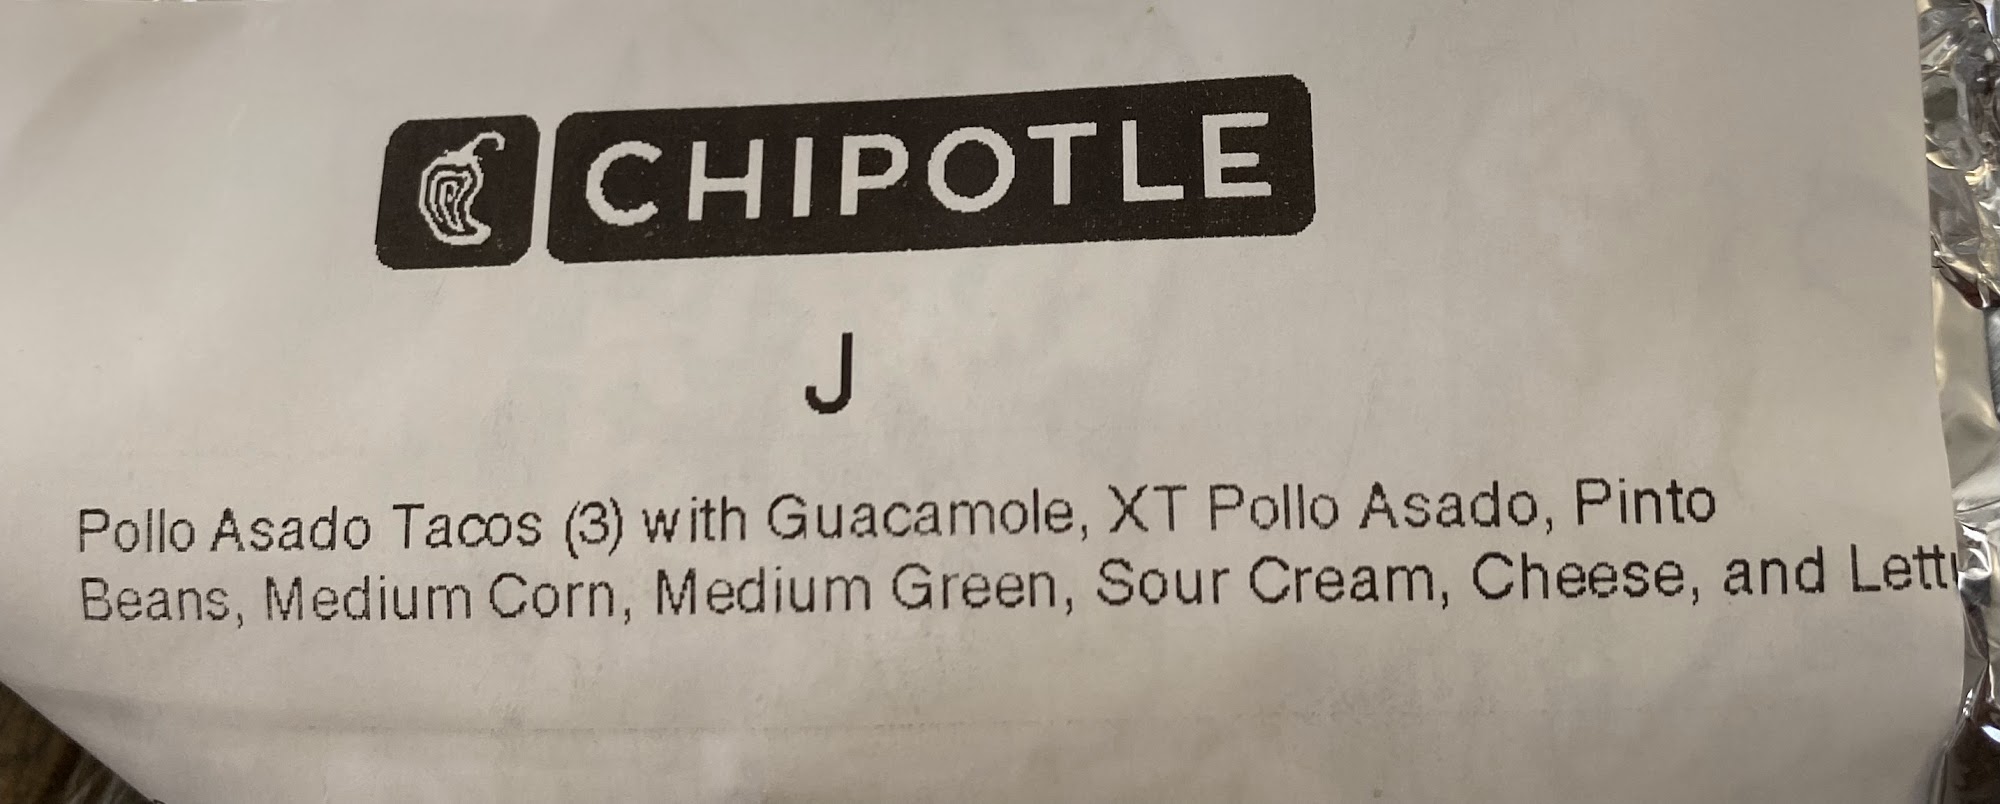 CHIPOTLE
J
Pollo Asado Tacos (3) with Guacamole, XT Pollo Asado, Pinto
Beans, Medium Corn, Medium Green, Sour Cream, Cheese, and